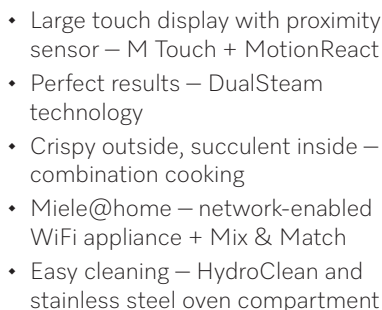 • Large touch display with proximity
sensor – M Touch + MotionReact
• Perfect results – DualSteam
technology
• Crispy outside, succulent inside –
combination cooking
• Miele@home – network-enabled
WiFi appliance + Mix & Match
• Easy cleaning – HydroClean and
stainless steel oven compartment